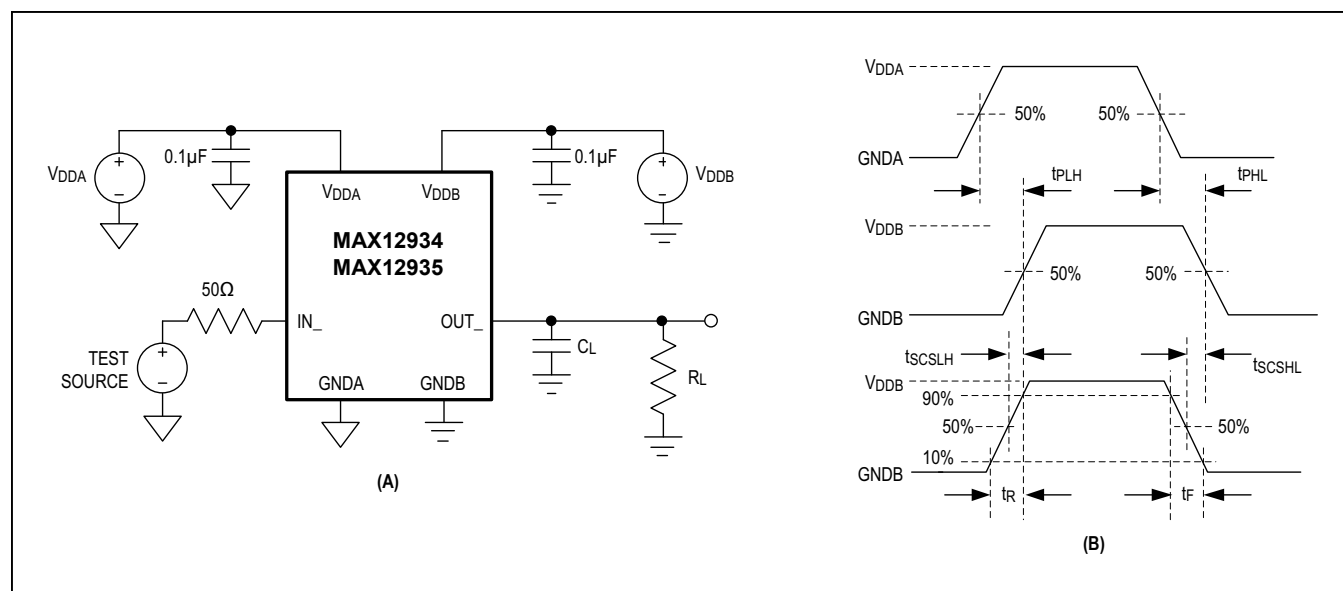 VDDA
0.1µF
0.1µF
VDDB
+
−
+
−
VDDA
VDDB
MAX12934
MAX12935
50Ω
IN_
OUT_
TEST
SOURCE
+
−
CL
RL
GNDA
GNDB
(A)
VDDA
50%
50%
GNDA
tPLH
tPHL
VDDB
50%
50%
GNDB
tSCSLH
tSCSHL
VDDB
90%
50%
50%
10%
GNDB
tR
tF
(B)